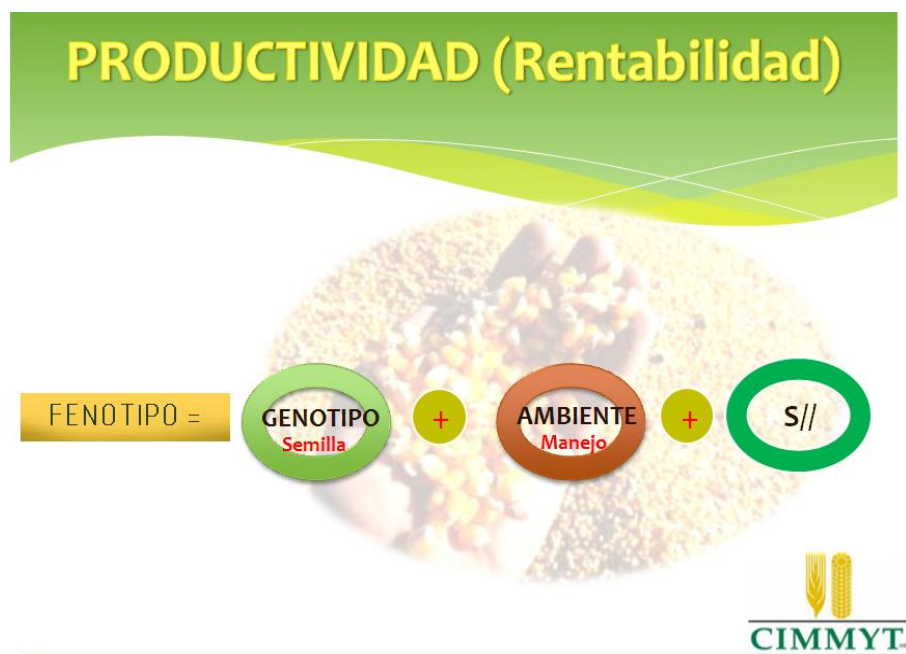 PRODUCTIVIDAD (Rentabilidad)
FENOTIPO = GENOTIPO + AMBIENTE + S//
Semilla Manejo
CIMMYT